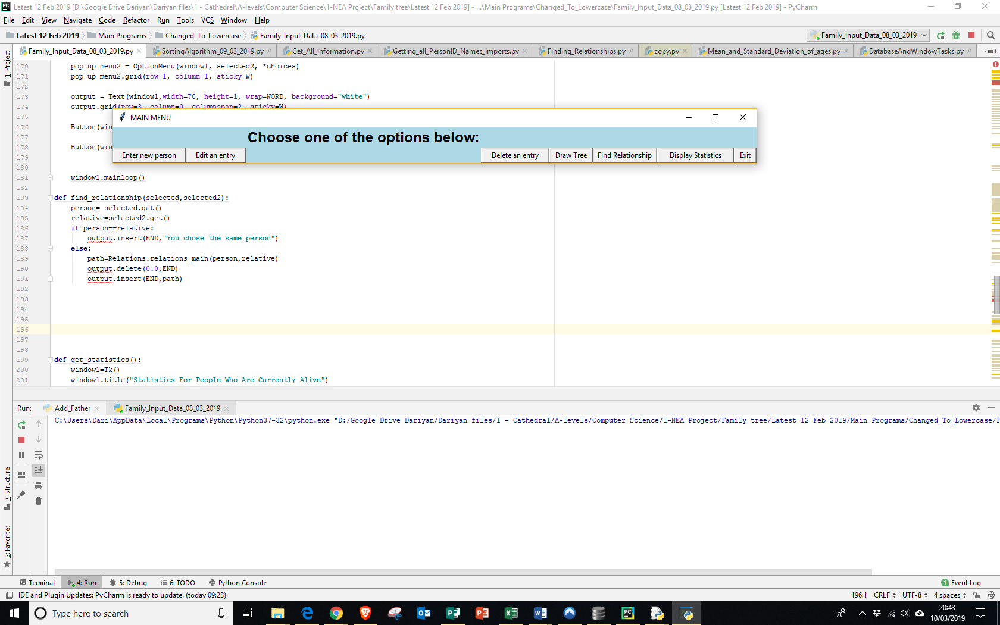 Latest 12 Feb 2019 [D:\Google Drive Dariyan\Dariyan files\1 - Cathedral\A-levels\Computer Science\1-NEA Project\Family tree\Latest 12 Feb 2019] - ...\Main Programs\Changed_To_Lowercase\Family_Input_Data_08_03_2019.py [Latest 12 Feb 2019] - PyCharm
File Edit View Navigate Code Refactor Run Tools VCS Window Help
Latest 12 Feb 2019 Main Programs Changed_To_Lowercase Family_Input_Data_08_03_2019.py
Family_Input_Data_08_03_2019
Family_Input_Data_08_03_2019.py SortingAlgorithm_09_03_2019.py Get_All_Information.py Getting_all_PersonID_Names_imports.py Finding_Relationships.py copy.py Mean_and_Standard_Deviation_of_ages.py DatabaseAndWindowTasks.py
1: Project
170 pop_up_menu2 = OptionMenu(window1, selected2, *choices)
171 pop_up_menu2.grid(row=1, column=1, sticky=W)
172
173 output = Text(window1,width=70, height=1, wrap=WORD, background="white")
174 output.grid(row=3, column=0, columnspan=2, sticky=W)
175
176 Button(win
177
178 Button(win
179
180
181 window1.mainloop()
182
183 def find_relationship(selected,selected2):
184 person= selected.get()
185 relative=selected2.get()
186 if person==relative:
187 output.insert(END,"You chose the same person")
188 else:
189 path=Relations.relations_main(person,relative)
190 output.delete(0.0,END)
191 output.insert(END,path)
192
193
194
195
196
197
198
199 def get_statistics():
200 window1=Tk()
201 window1.title("Statistics For People Who Are Currently Alive")
MAIN MENU
Choose one of the options below:
Enter new person Edit an entry Delete an entry Draw Tree Find Relationship Display Statistics Exit
Run: Add_Father Family_Input_Data_08_03_2019
C:\Users\Dari\AppData\Local\Programs\Python\Python37-32\python.exe "D:/Google Drive Dariyan/Dariyan files/1 - Cathedral/A-levels/Computer Science/1-NEA Project/Family tree/Latest 12 Feb 2019/Main Programs/Changed_To_Lowercase/F
7: Structure
2: Favorites
Terminal 4: Run 5: Debug 6: TODO Python Console 1 Event Log
IDE and Plugin Updates: PyCharm is ready to update. (today 09:28) 196:1 CRLF UTF-8 4 spaces
Type here to search
20:43
10/03/2019